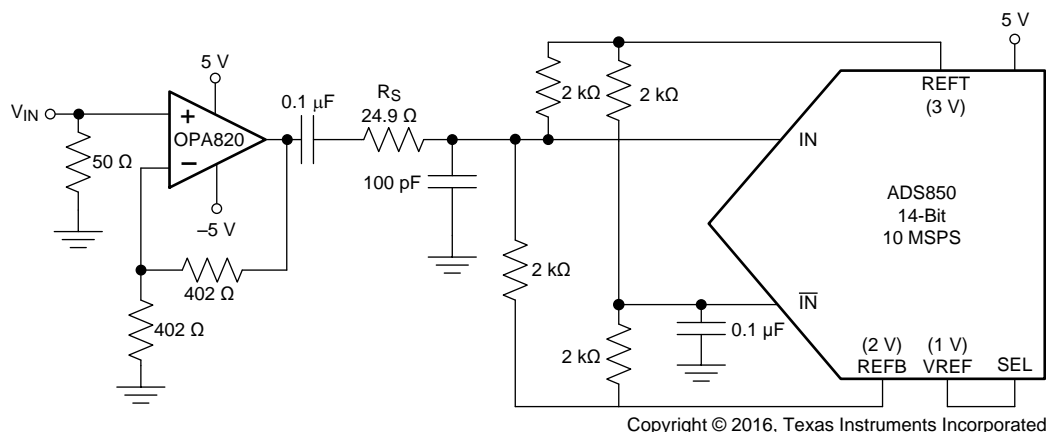 5 V
5 V
V_IN
+
OPA820
−
50 Ω
–5 V
0.1 µF
R_S
24.9 Ω
100 pF
2 kΩ
2 kΩ
2 kΩ
2 kΩ
402 Ω
402 Ω
REFT
(3 V)
IN
ADS850
14-Bit
10 MSPS
I̅N̅
0.1 µF
(2 V)
REFB
(1 V)
VREF
SEL
Copyright © 2016, Texas Instruments Incorporated